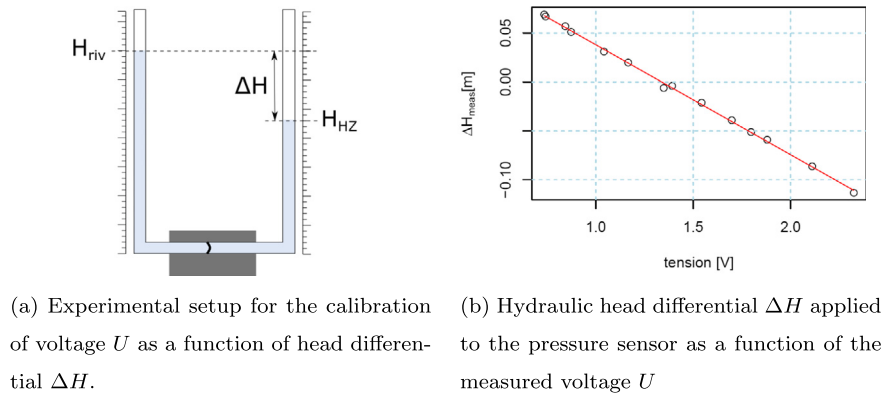 H_riv
ΔH
H_HZ
ΔH_meas[m]
0.05
0.00
−0.10
1.0
1.5
2.0
tension [V]
(a) Experimental setup for the calibration
of voltage U as a function of head differen-
tial ΔH.
(b) Hydraulic head differential ΔH applied
to the pressure sensor as a function of the
measured voltage U